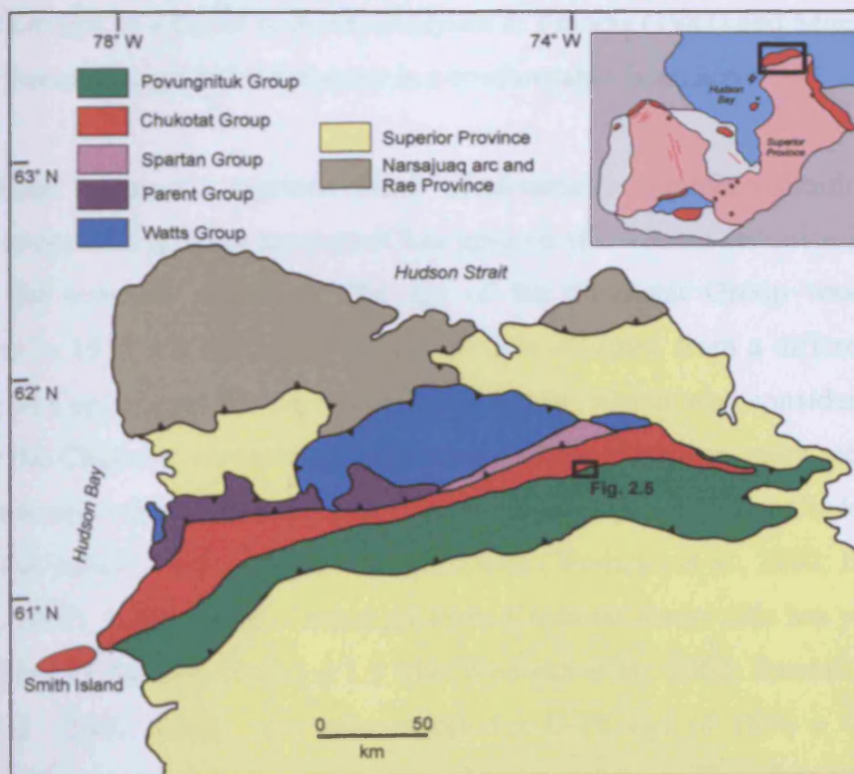 78° W
74° W
Povungnituk Group
Chukotat Group
Spartan Group
Parent Group
Watts Group
Superior Province
Narsajuaq arc and
Rae Province
Hudson
Bay
Superior
Province
63° N
62° N
61° N
Hudson Strait
Hudson Bay
Fig. 2.5
Smith Island
0
50
km